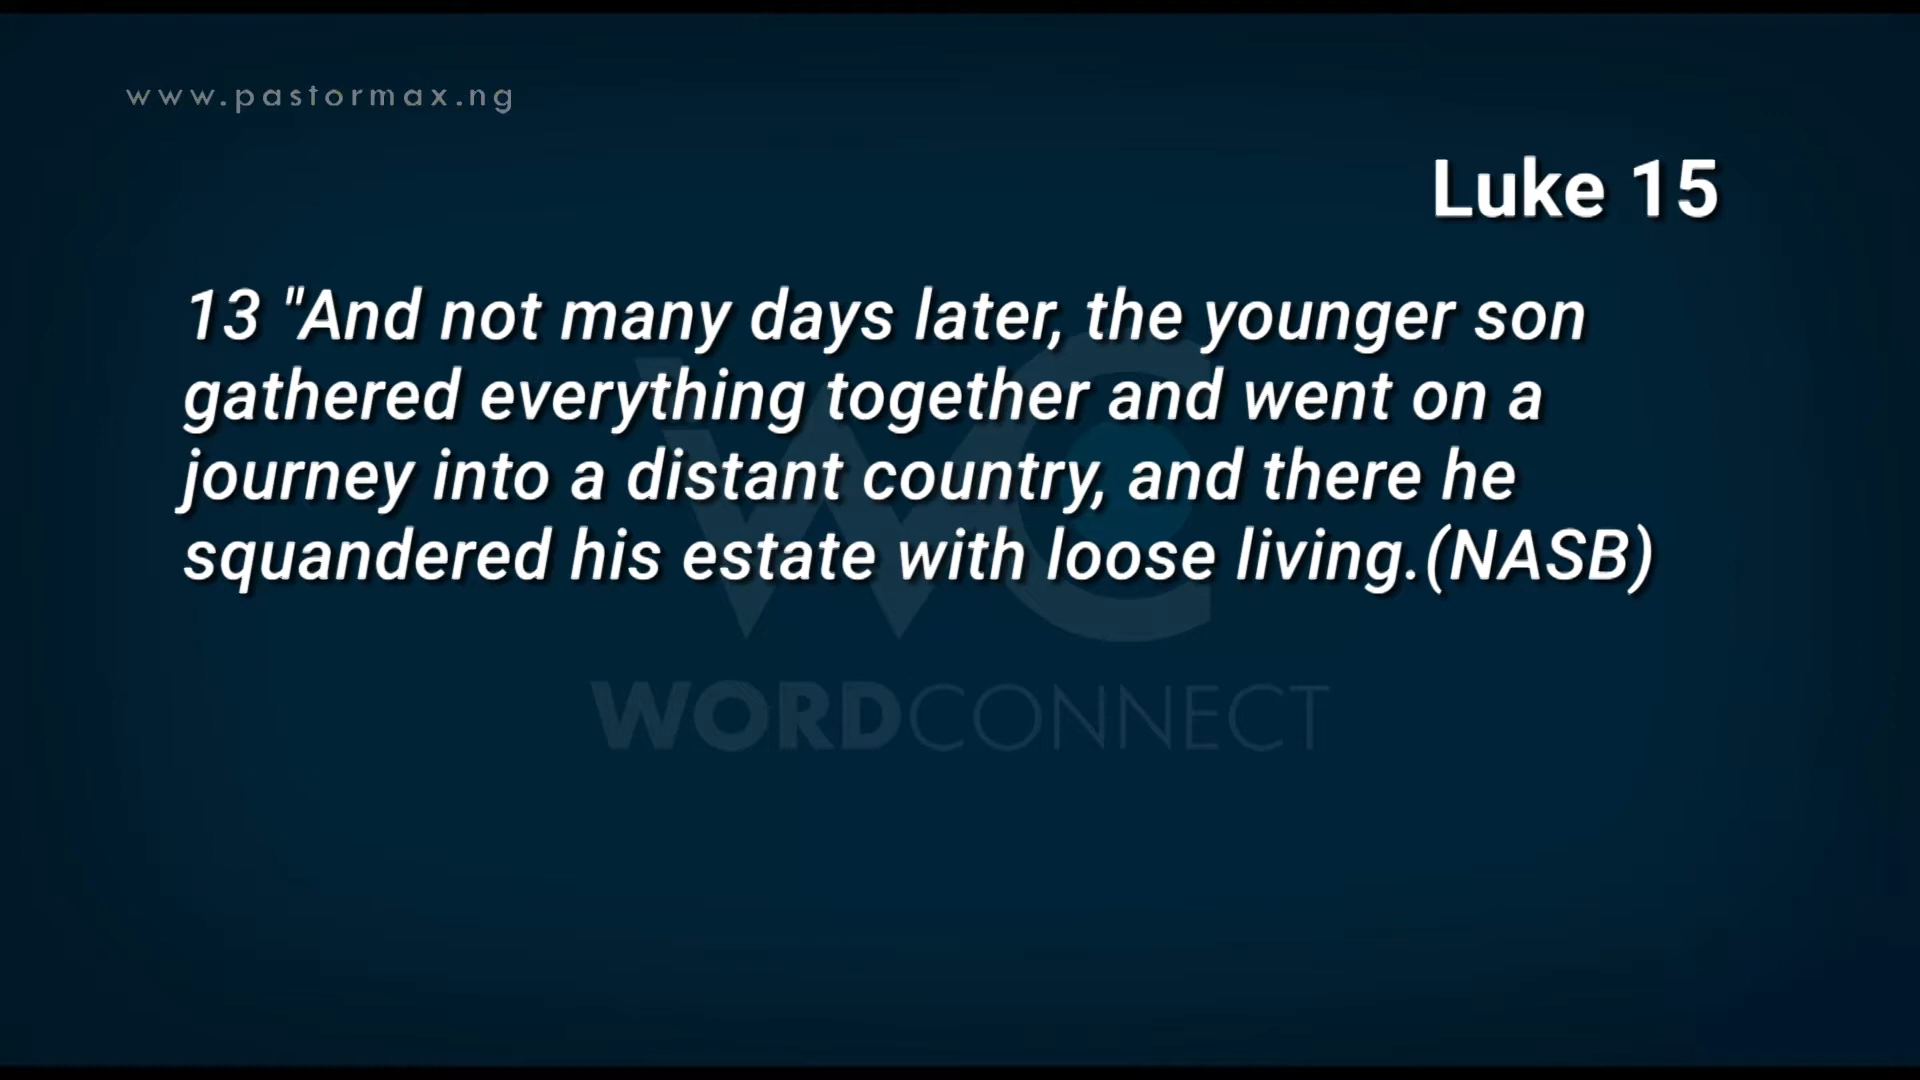 www.pastormax.ng
Luke 15
13 "And not many days later, the younger son
gathered everything together and went on a
journey into a distant country, and there he
squandered his estate with loose living.(NASB)
WC
WORDCONNECT